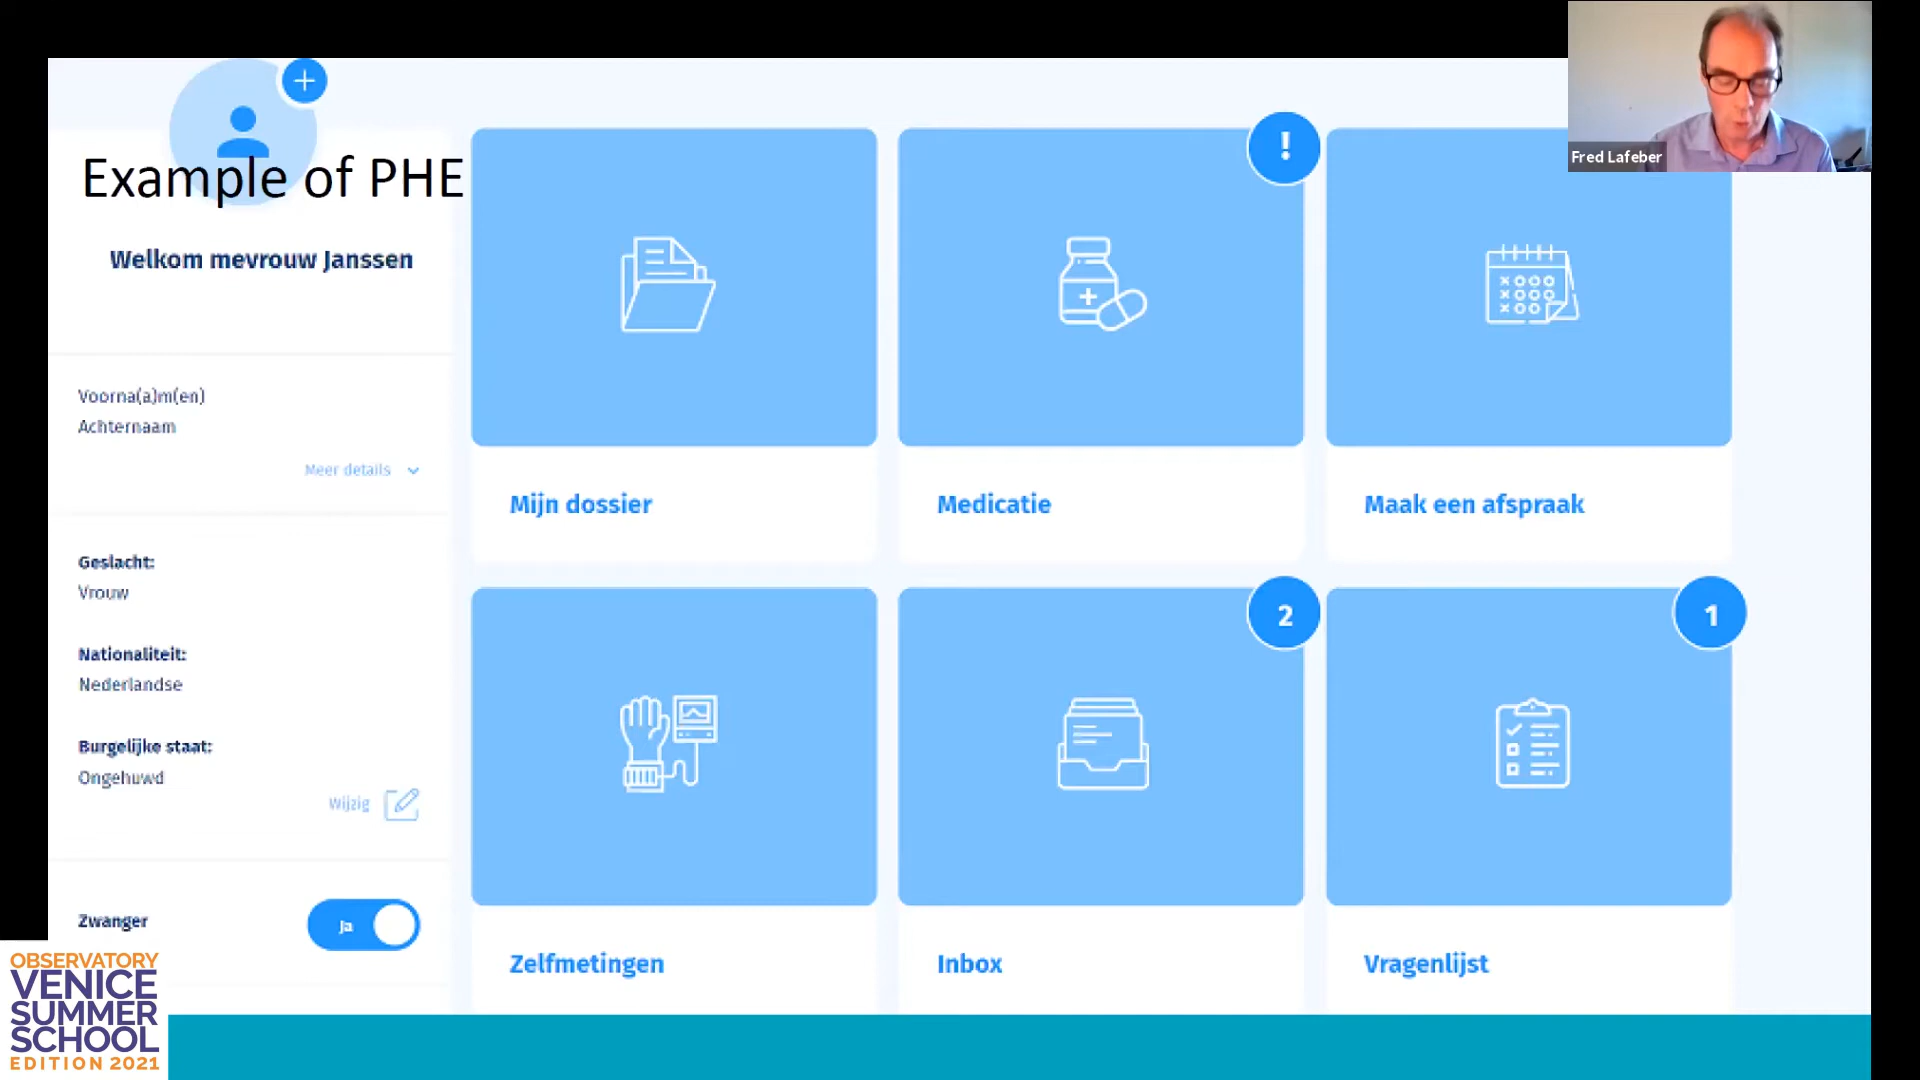 Fred Lafeber
Example of PHE
Welkom mevrouw Janssen
Voorna(a)m(en)
Achternaam
Meer details
Geslacht:
Vrouw
Nationaliteit:
Nederlandse
Burgelijke staat:
Ongehuwd
Wijzig
Zwanger
Ja
!
Mijn dossier
Medicatie
Maak een afspraak
2
1
Zelfmetingen
Inbox
Vragenlijst
OBSERVATORY
VENICE
SUMMER
SCHOOL
EDITION 2021